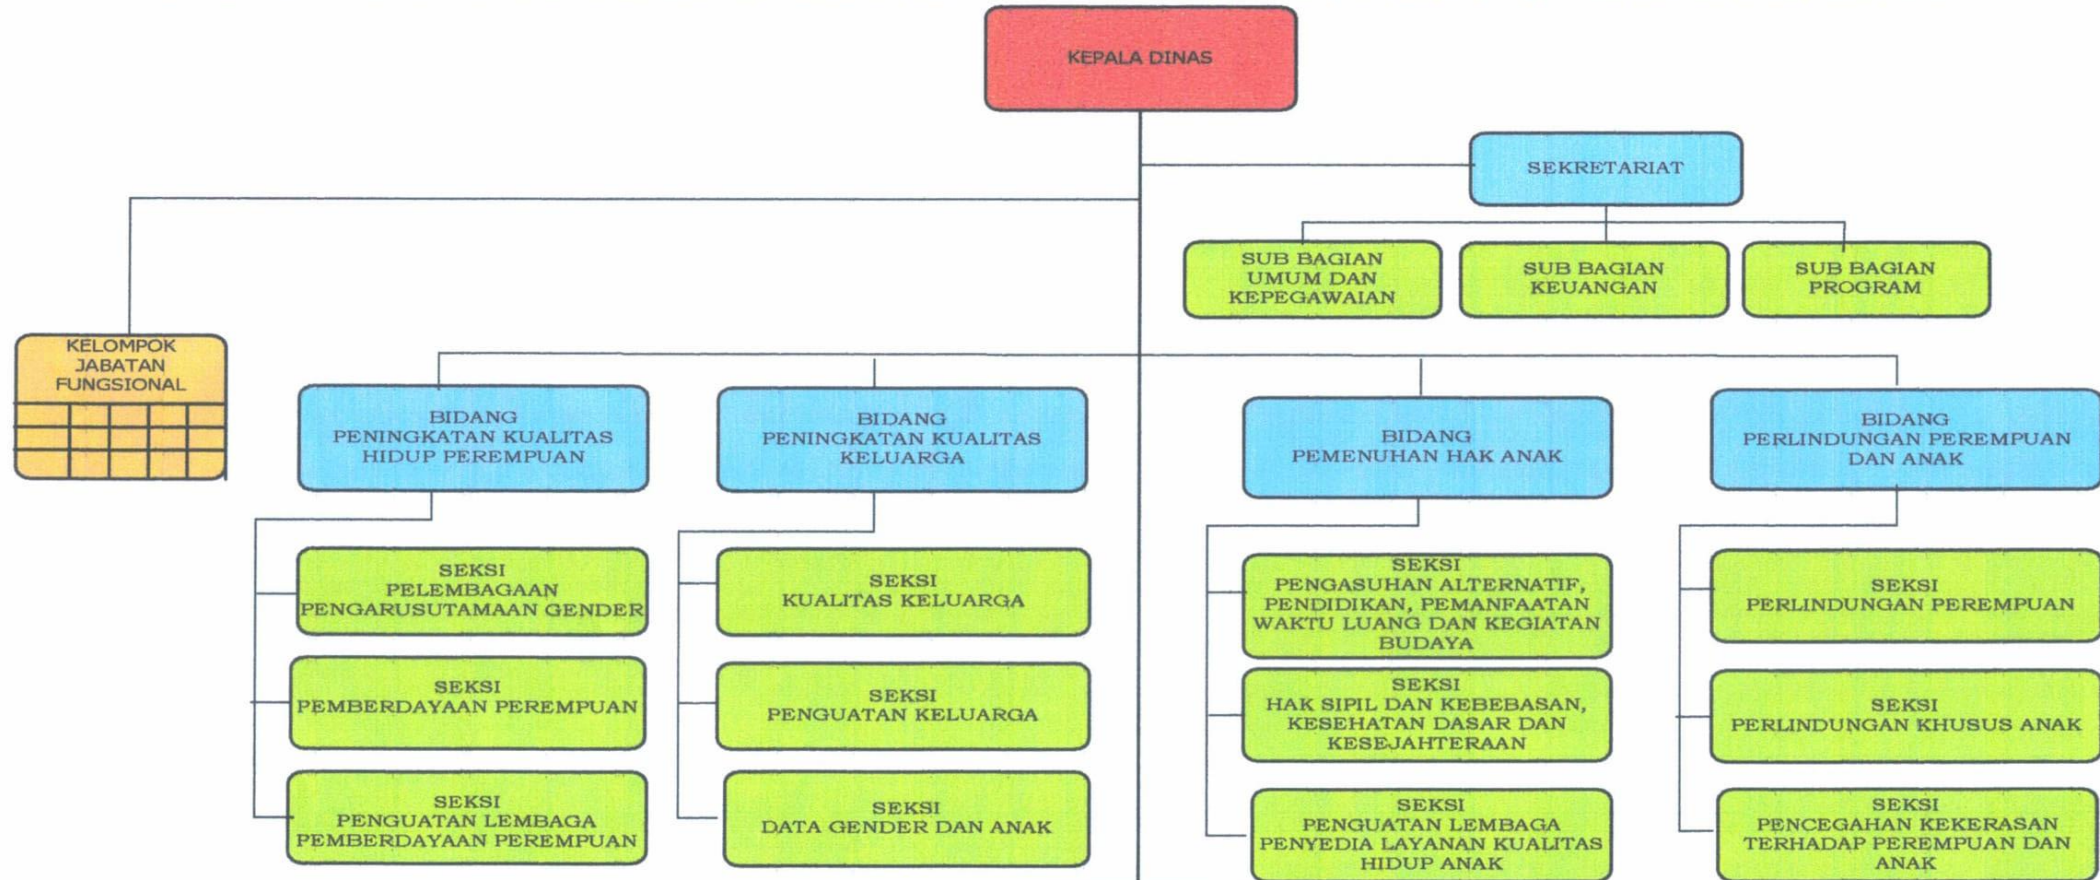 KEPALA DINAS
SEKRETARIAT
SUB BAGIAN
UMUM DAN
KEPEGAWAIAN
SUB BAGIAN
KEUANGAN
SUB BAGIAN
PROGRAM
KELOMPOK
JABATAN
FUNGSIONAL
BIDANG
PENINGKATAN KUALITAS
HIDUP PEREMPUAN
BIDANG
PENINGKATAN KUALITAS
KELUARGA
BIDANG
PEMENUHAN HAK ANAK
BIDANG
PERLINDUNGAN PEREMPUAN
DAN ANAK
SEKSI
PELEMBAGAAN
PENGARUSUTAMAAN GENDER
SEKSI
PEMBERDAYAAN PEREMPUAN
SEKSI
PENGUATAN LEMBAGA
PEMBERDAYAAN PEREMPUAN
SEKSI
KUALITAS KELUARGA
SEKSI
PENGUATAN KELUARGA
SEKSI
DATA GENDER DAN ANAK
SEKSI
PENGASUHAN ALTERNATIF,
PENDIDIKAN, PEMANFAATAN
WAKTU LUANG DAN KEGIATAN
BUDAYA
SEKSI
HAK SIPIL DAN KEBEBASAN,
KESEHATAN DASAR DAN
KESEJAHTERAAN
SEKSI
PENGUATAN LEMBAGA
PENYEDIA LAYANAN KUALITAS
HIDUP ANAK
SEKSI
PERLINDUNGAN PEREMPUAN
SEKSI
PERLINDUNGAN KHUSUS ANAK
SEKSI
PENCEGAHAN KEKERASAN
TERHADAP PEREMPUAN DAN
ANAK